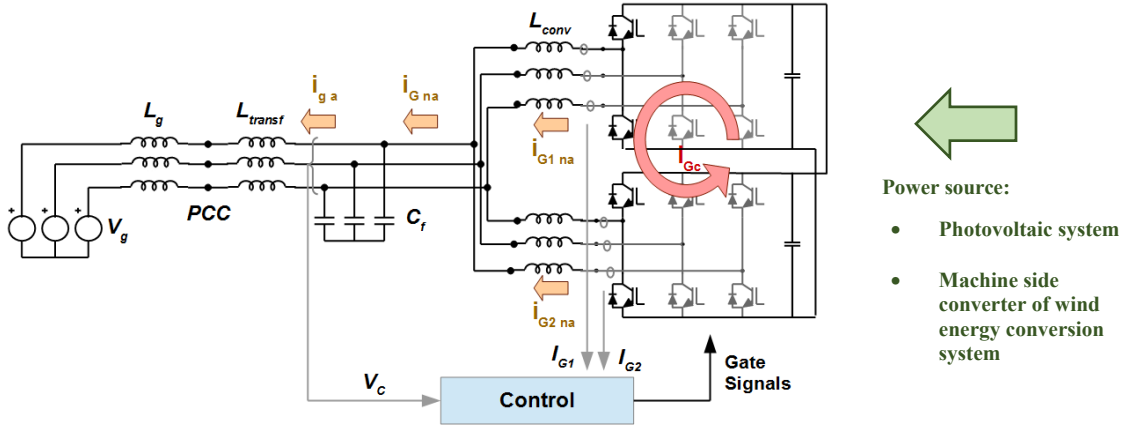 L_conv
i_g a
i_G na
L_g
L_transf
i_G1 na
i_Gc
Power source:
PCC
C_f
V_g
• Photovoltaic system
• Machine side
converter of wind
energy conversion
system
i_G2 na
I_G1
I_G2
Gate
Signals
V_C
Control
+
+
+